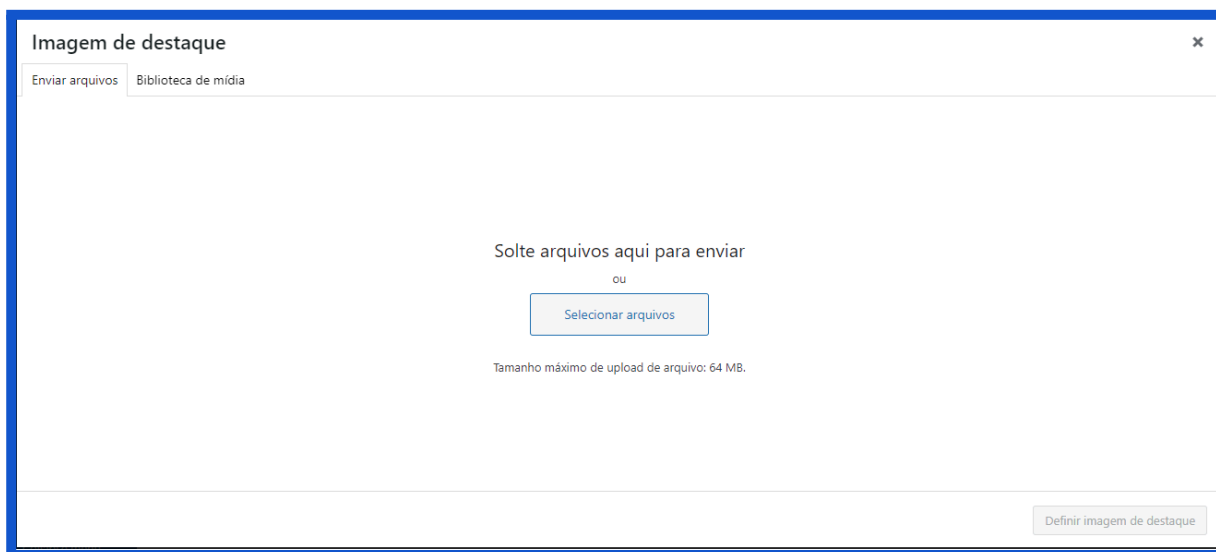 Imagem de destaque
Enviar arquivos Biblioteca de mídia
Solte arquivos aqui para enviar
ou
Selecionar arquivos
Tamanho máximo de upload de arquivo: 64 MB.
Definir imagem de destaque